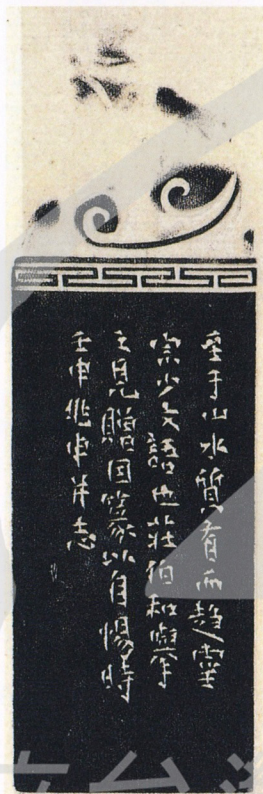 至于山水質有而趣靈
宗少文語也莊伯和舉
之見贈因篆以自惕時
壬申兆申并志